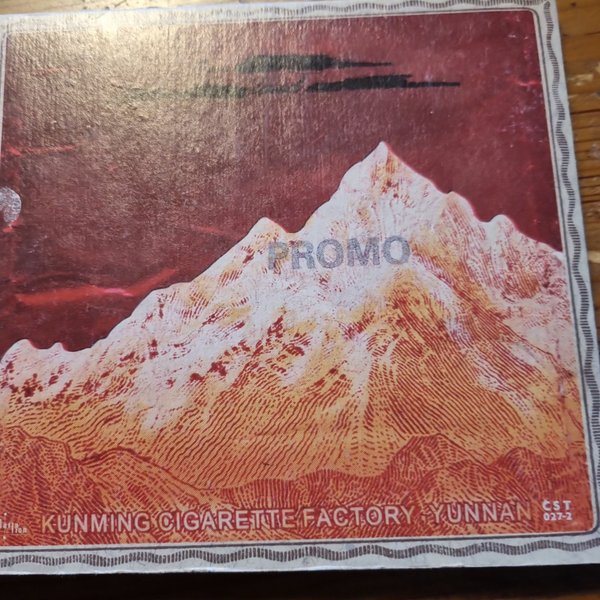 PROMO
KUNMING CIGARETTE FACTORY·YUNNAN
CST
027-2